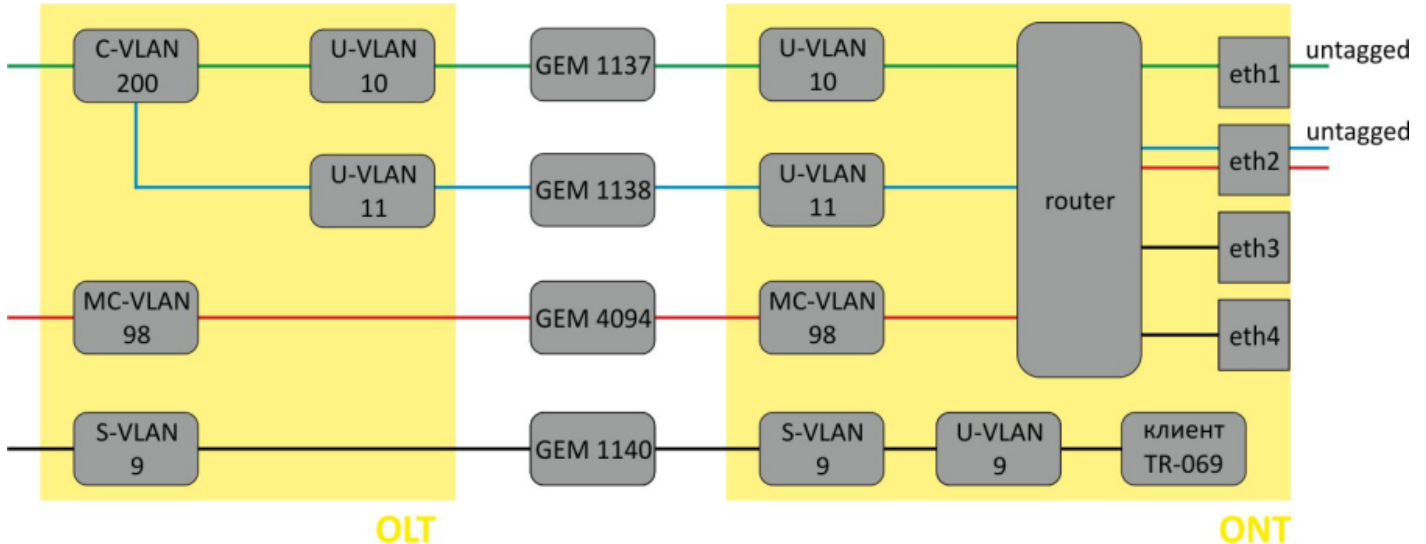 C-VLAN
200
U-VLAN
10
GEM 1137
U-VLAN
10
eth1
untagged
U-VLAN
11
GEM 1138
U-VLAN
11
router
eth2
untagged
eth3
MC-VLAN
98
GEM 4094
MC-VLAN
98
eth4
S-VLAN
9
GEM 1140
S-VLAN
9
U-VLAN
9
клиент
TR-069
OLT
ONT